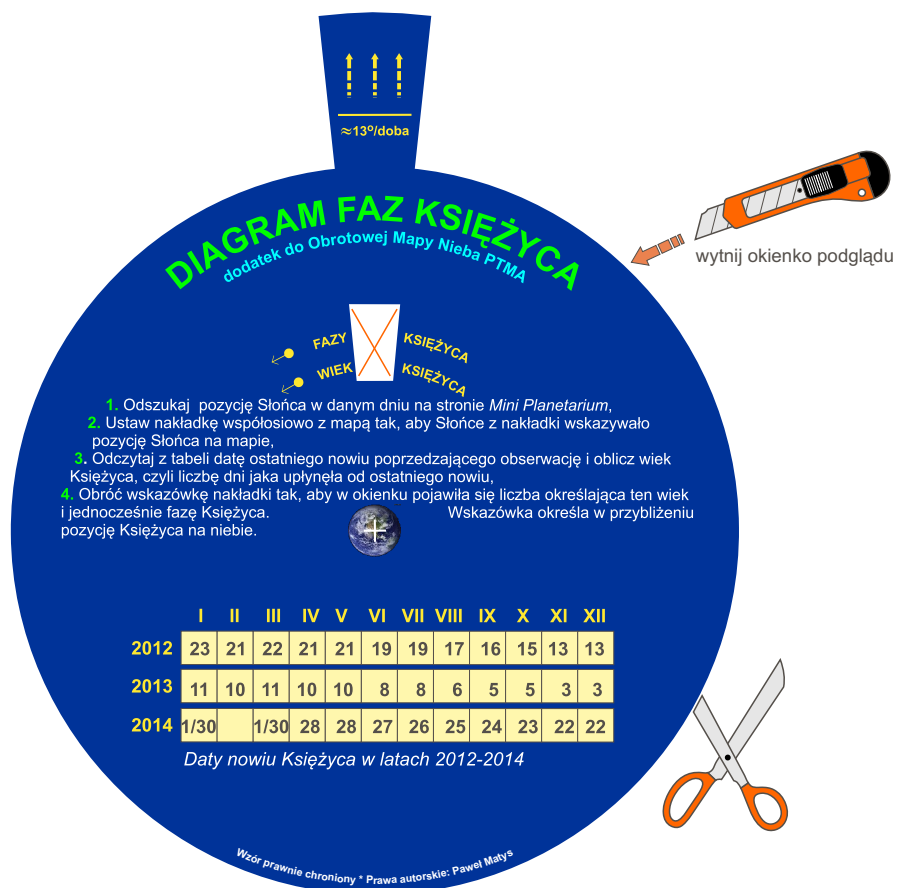 ≈13º/doba
DIAGRAM FAZ KSIĘŻYCA
dodatek do Obrotowej Mapy Nieba PTMA
wytnij okienko podglądu
FAZY KSIĘŻYCA
WIEK KSIĘŻYCA
1. Odszukaj pozycję Słońca w danym dniu na stronie Mini Planetarium,
2. Ustaw nakładkę współosiowo z mapą tak, aby Słońce z nakładki wskazywało
pozycję Słońca na mapie,
3. Odczytaj z tabeli datę ostatniego nowiu poprzedzającego obserwację i oblicz wiek
Księżyca, czyli liczbę dni jaka upłynęła od ostatniego nowiu,
4. Obróć wskazówkę nakładki tak, aby w okienku pojawiła się liczba określająca ten wiek
i jednocześnie fazę Księżyca. Wskazówka określa w przybliżeniu
pozycję Księżyca na niebie.
I II III IV V VI VII VIII IX X XI XII
2012 23 21 22 21 21 19 19 17 16 15 13 13
2013 11 10 11 10 10 8 8 6 5 5 3 3
2014 1/30 1/30 28 28 27 26 25 24 23 22 22
Daty nowiu Księżyca w latach 2012-2014
Wzór prawnie chroniony * Prawa autorskie: Paweł Matys